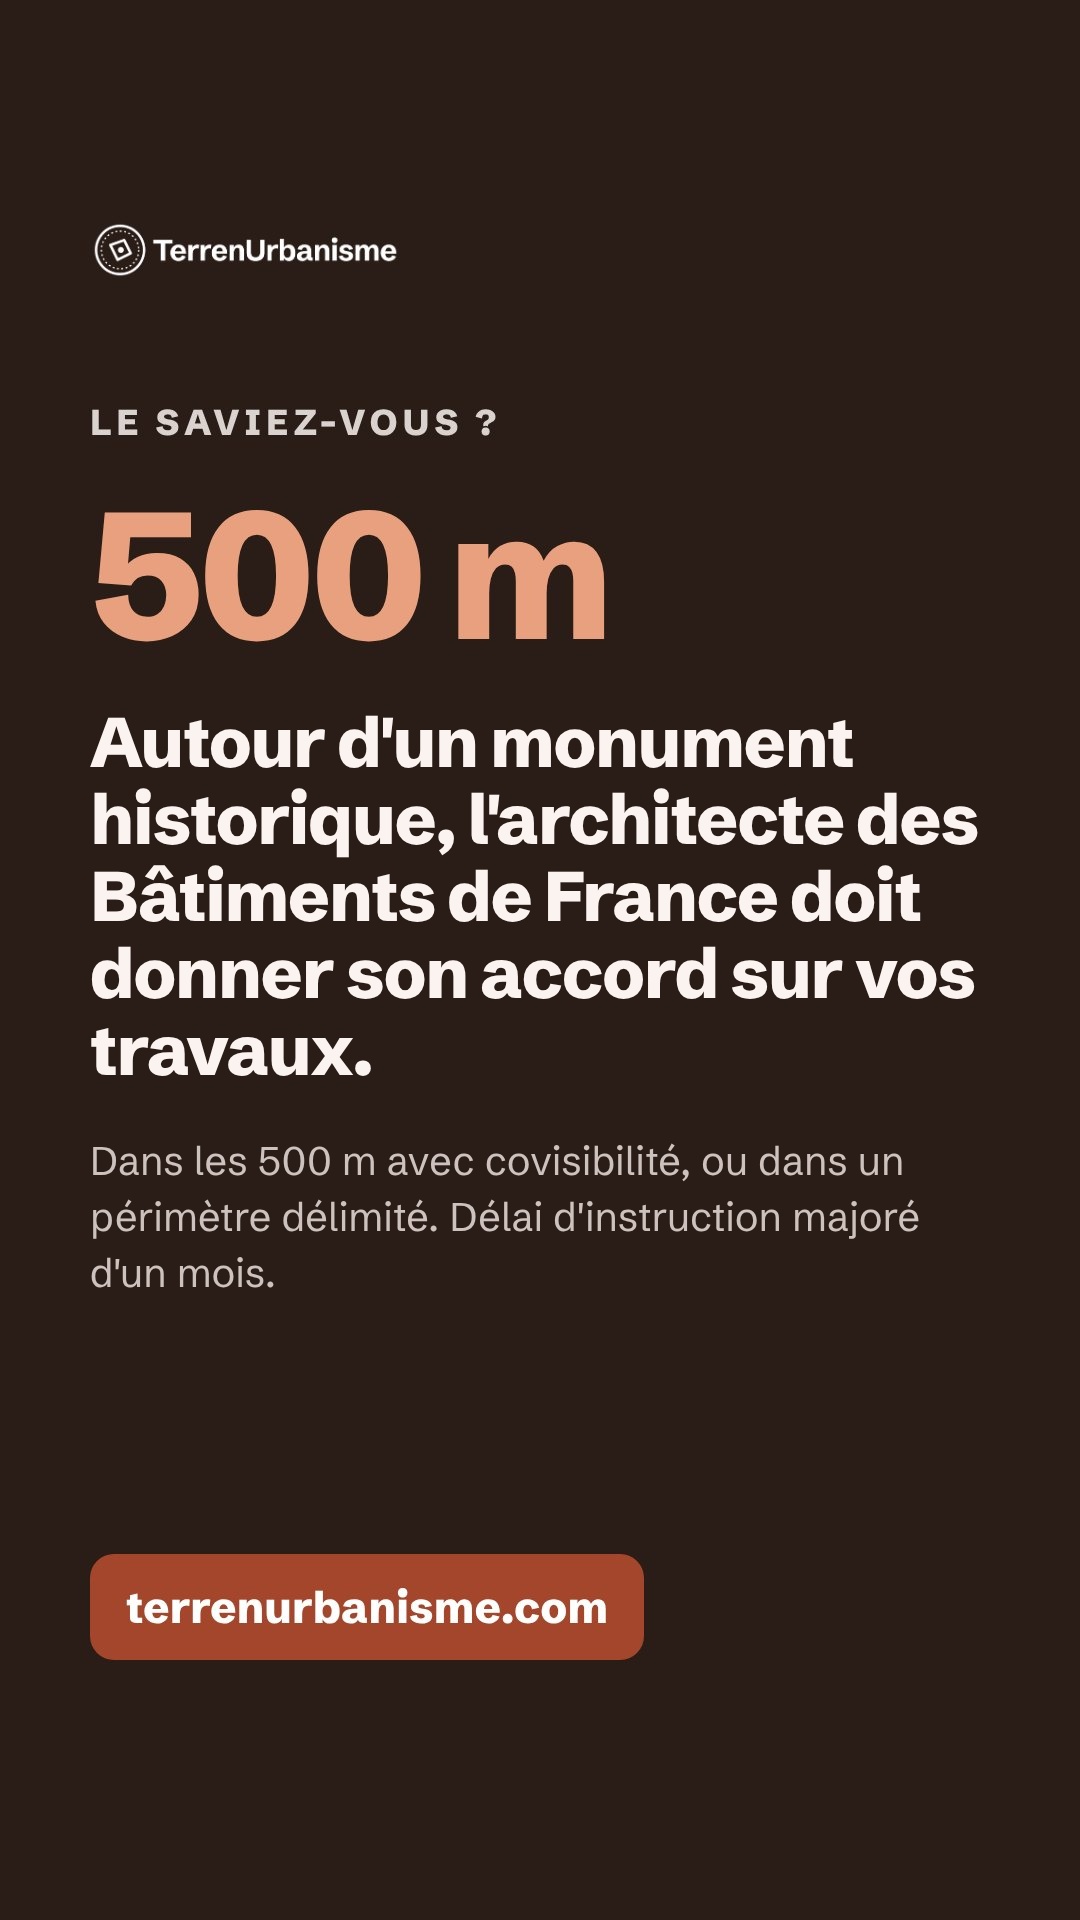 TerrenUrbanisme
LE SAVIEZ-VOUS ?
500 m
Autour d'un monument
historique, l'architecte des
Bâtiments de France doit
donner son accord sur vos
travaux.
Dans les 500 m avec covisibilité, ou dans un
périmètre délimité. Délai d'instruction majoré
d'un mois.
terrenurbanisme.com